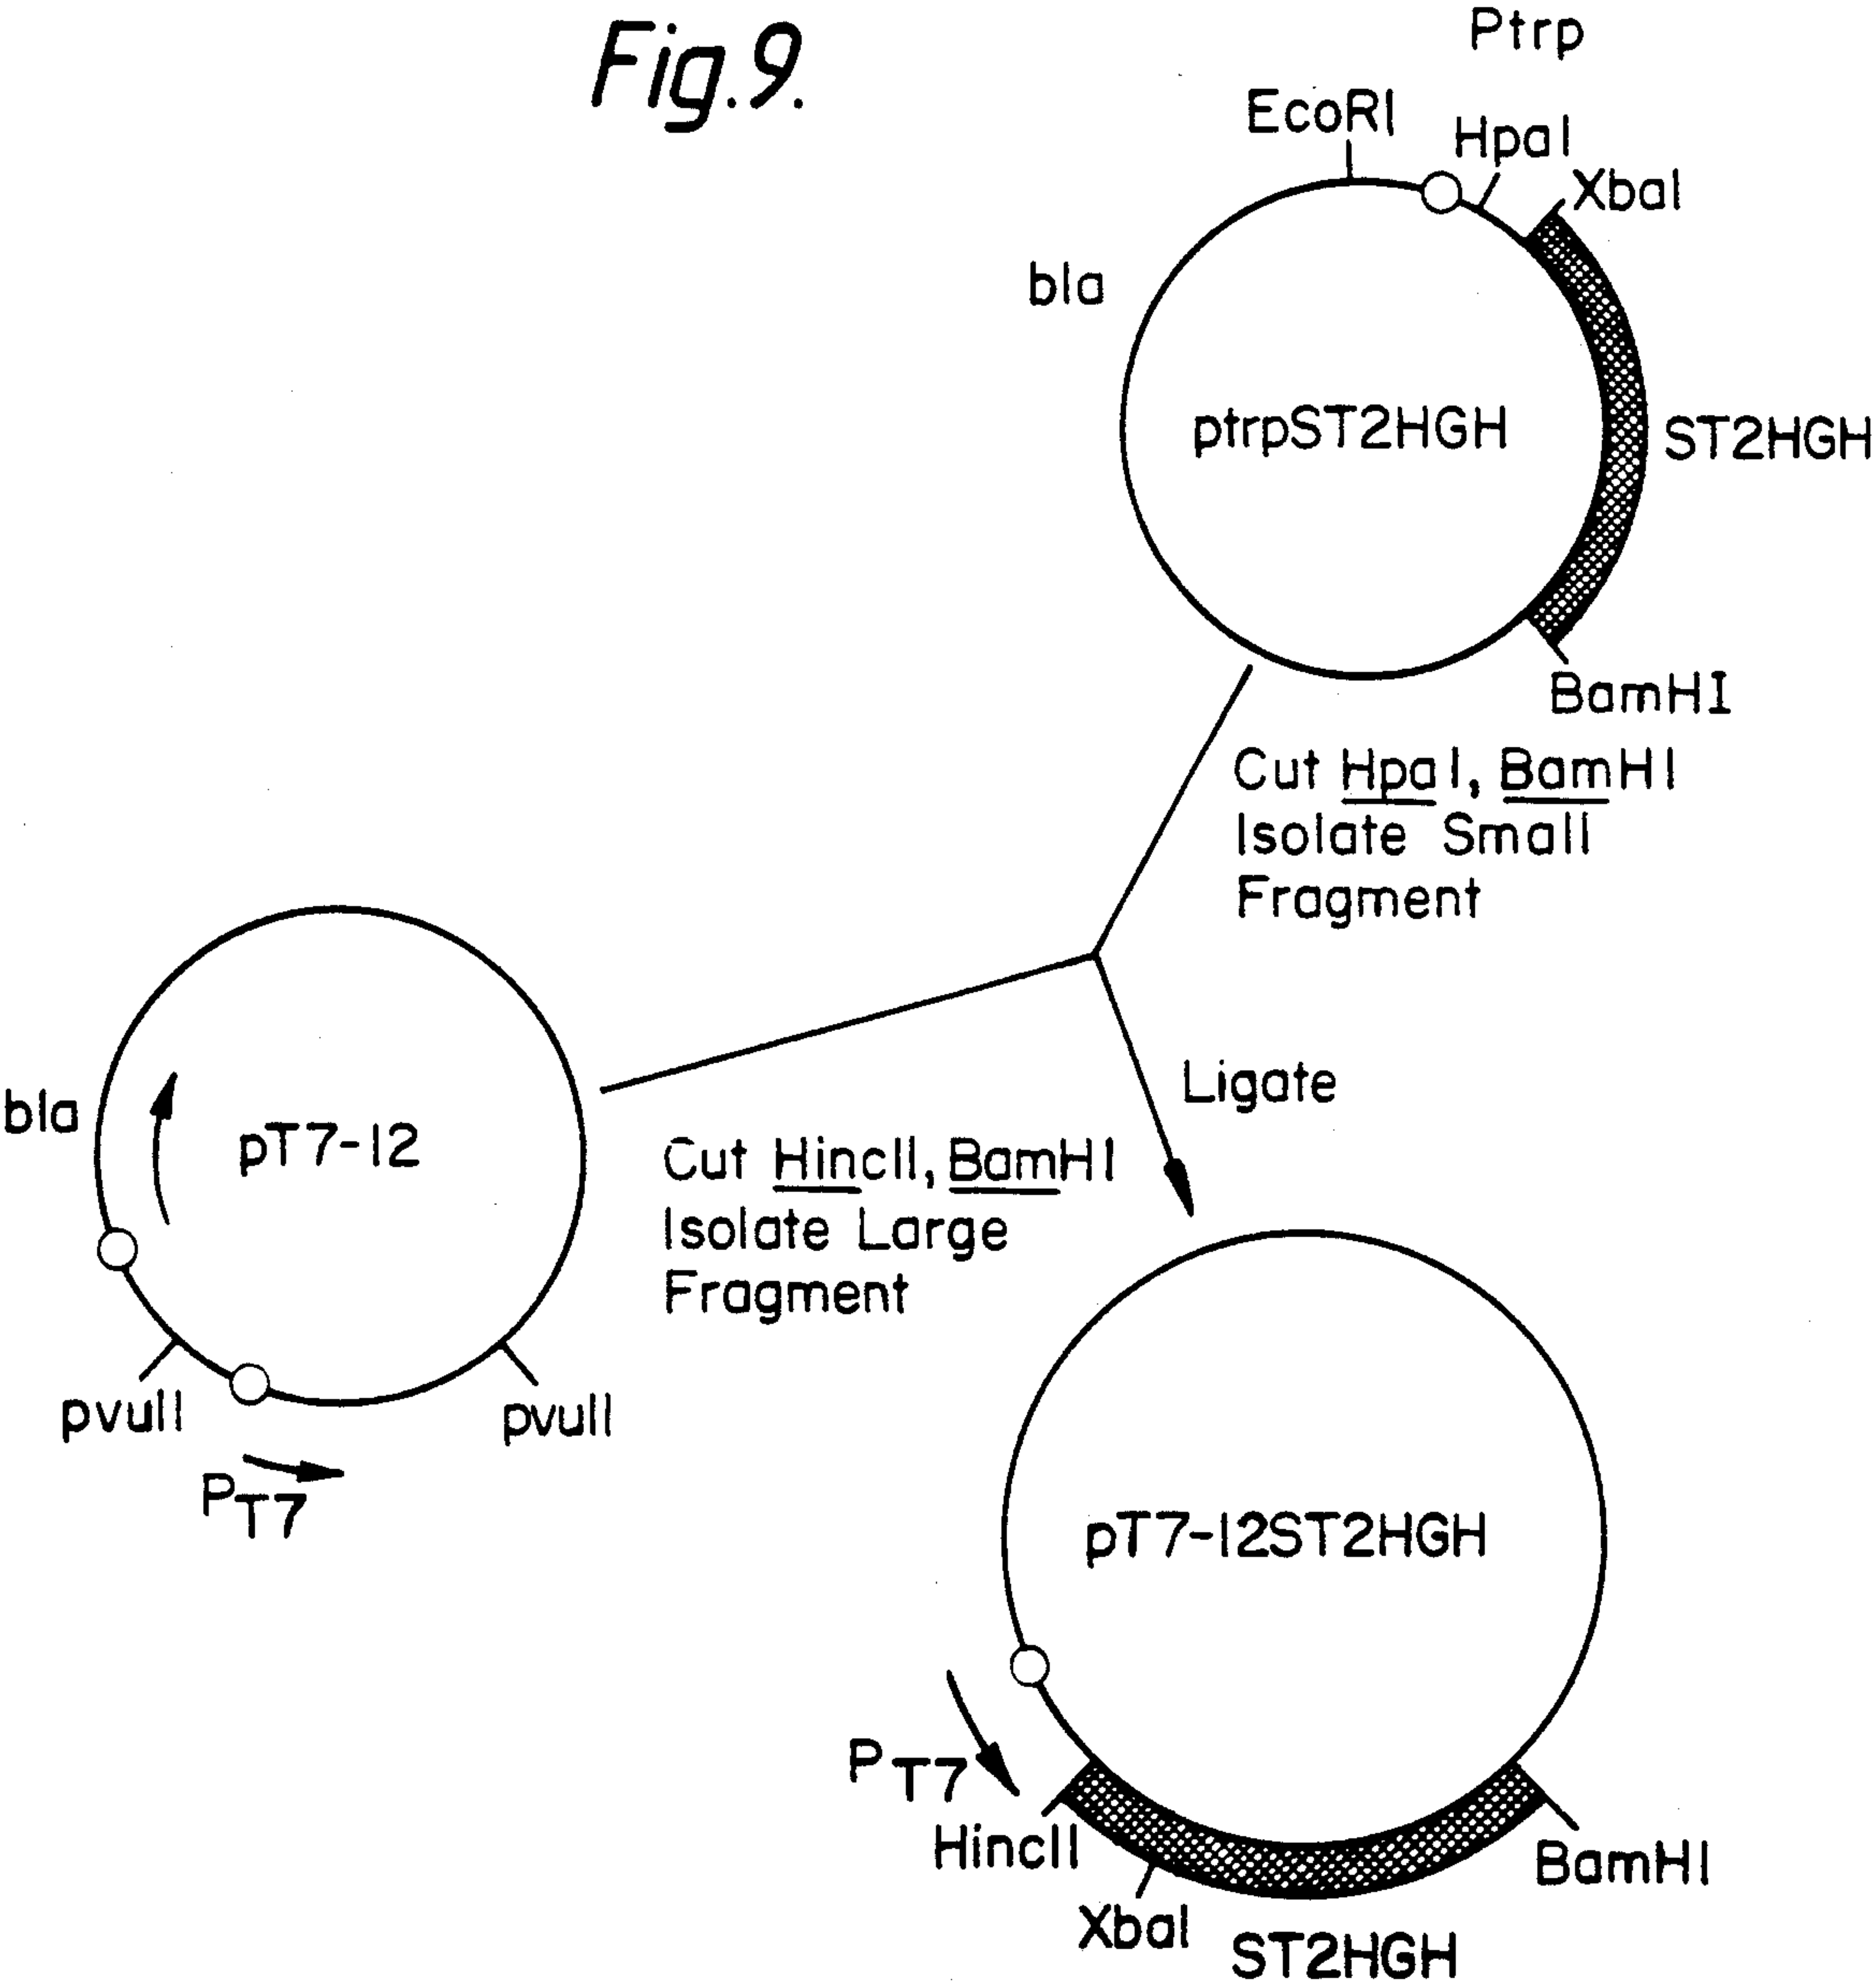 Fig.9.
Ptrp
EcoRI
HpaI
XbaI
bla
ptrpST2HGH
ST2HGH
BamHI
Cut HpaI, BamHI
Isolate Small
Fragment
bla
pT7-12
Ligate
Cut HincII, BamHI
Isolate Large
Fragment
pvuII
pvuII
PT7
pT7-12ST2HGH
PT7
HincII
BamHI
XbaI
ST2HGH